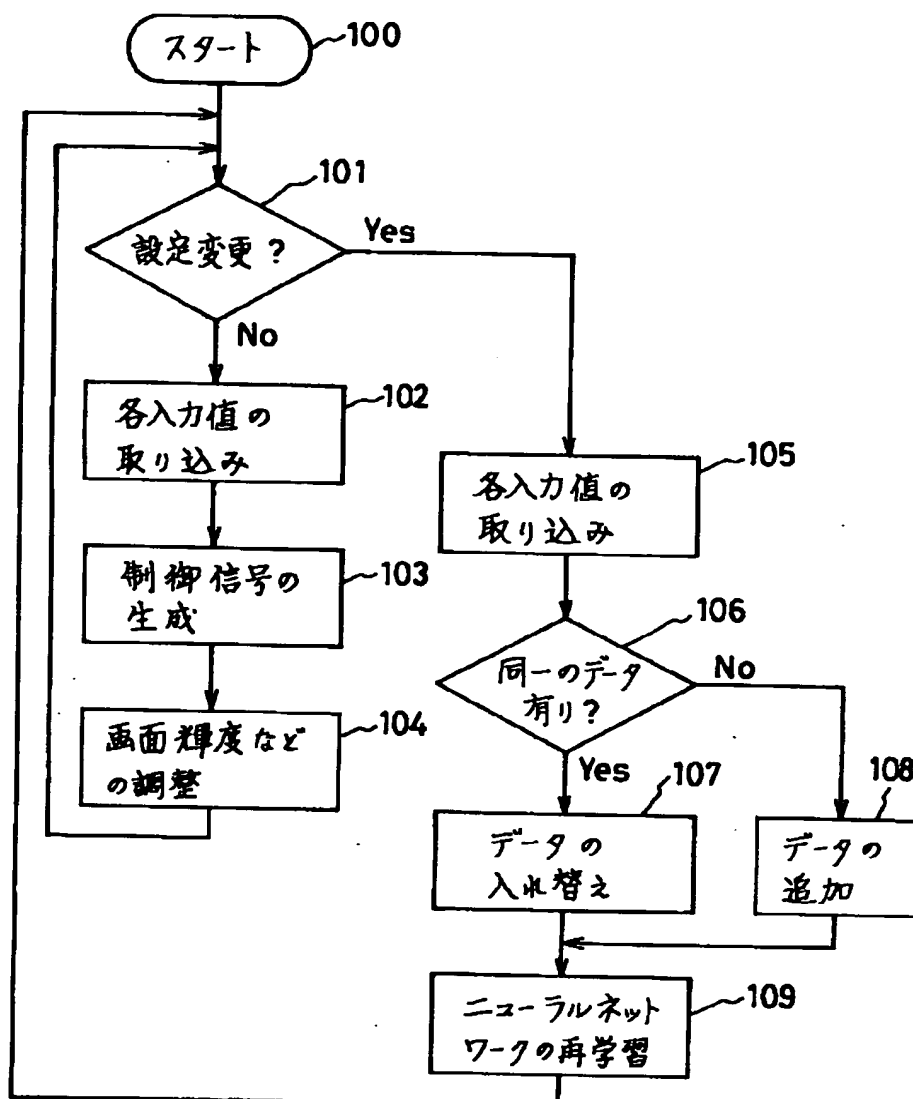 スタート
100
101
設定変更?
Yes
No
102
各入力値の
取り込み
103
制御信号の
生成
104
画面輝度など
の調整
105
各入力値の
取り込み
106
同一のデータ
有り?
No
Yes
107
データの
入れ替え
108
データの
追加
109
ニューラルネット
ワークの再学習